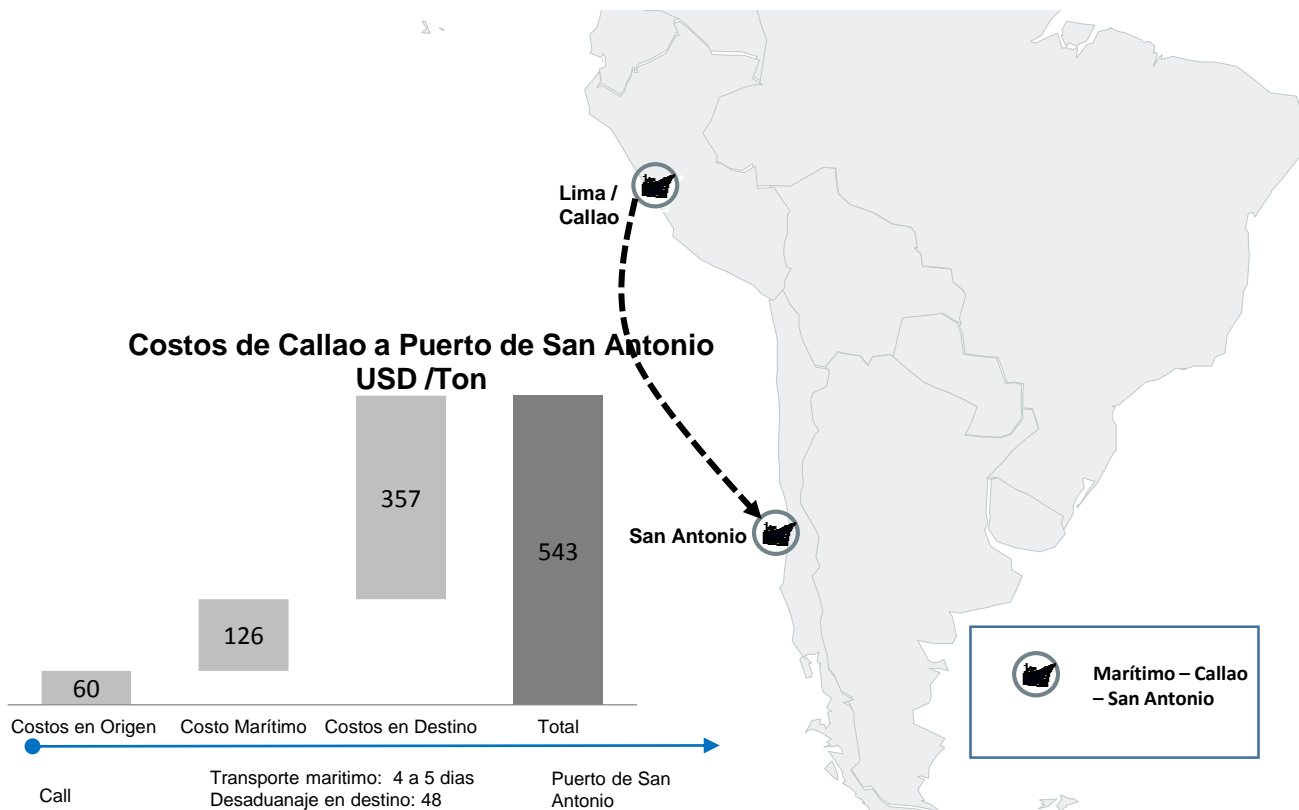 Lima /
Callao
Costos de Callao a Puerto de San Antonio
USD /Ton
357
543
126
60
San Antonio
Costos en Origen
Costo Marítimo
Costos en Destino
Total
Marítimo – Callao
– San Antonio
Call
Transporte maritimo: 4 a 5 dias
Desaduanaje en destino: 48
Puerto de San
Antonio